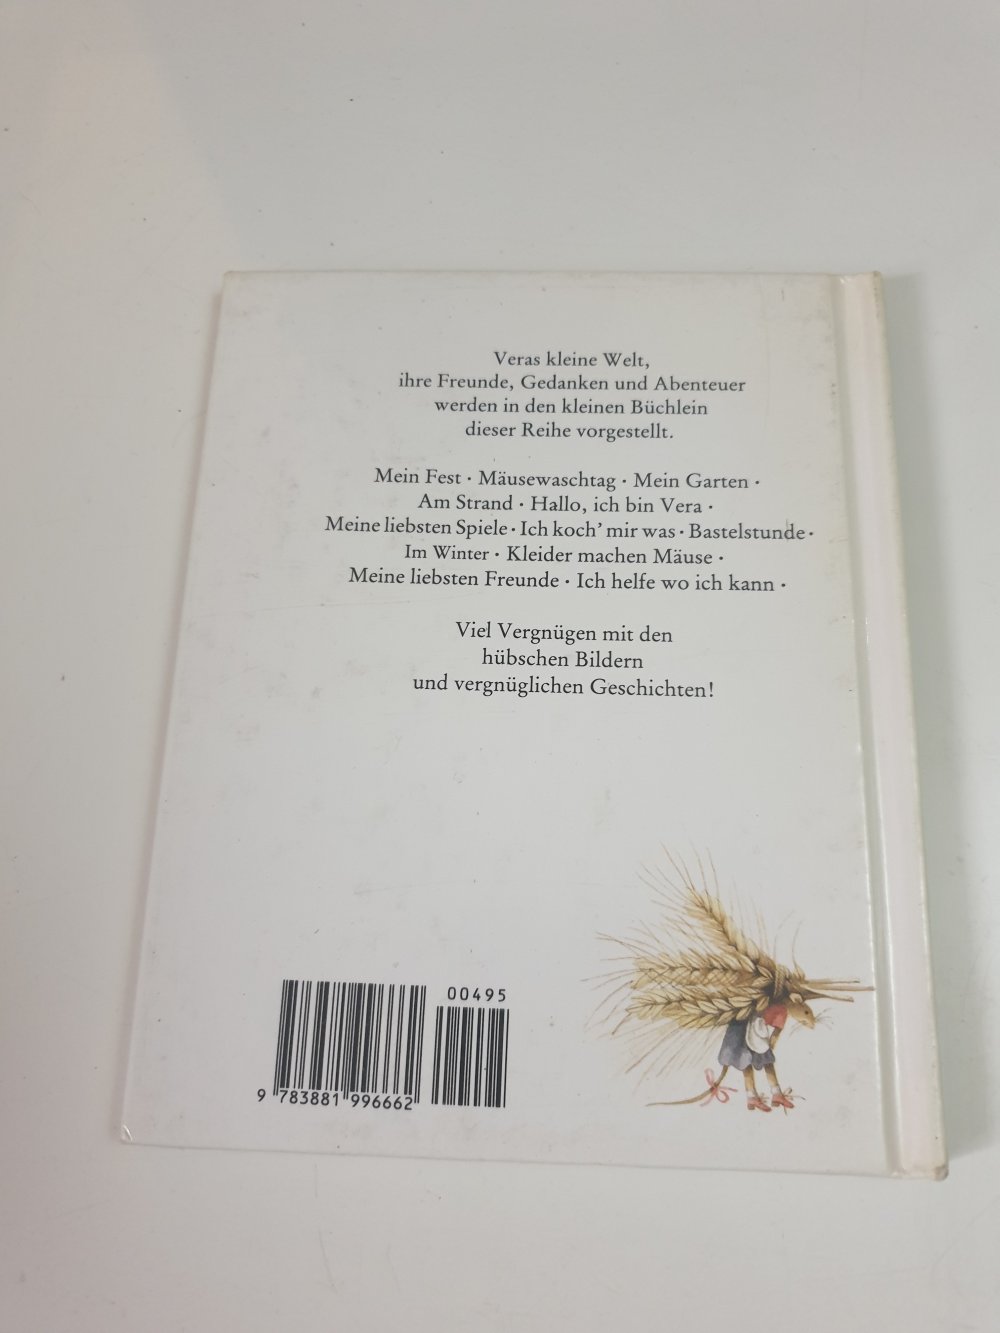 Veras kleine Welt,
ihre Freunde, Gedanken und Abenteuer
werden in den kleinen Büchlein
dieser Reihe vorgestellt.
Mein Fest · Mäusewaschtag · Mein Garten ·
Am Strand · Hallo, ich bin Vera ·
Meine liebsten Spiele · Ich koch' mir was · Bastelstunde ·
Im Winter · Kleider machen Mäuse ·
Meine liebsten Freunde · Ich helfe wo ich kann ·
Viel Vergnügen mit den
hübschen Bildern
und vergnüglichen Geschichten!
00495
9 783881 996662